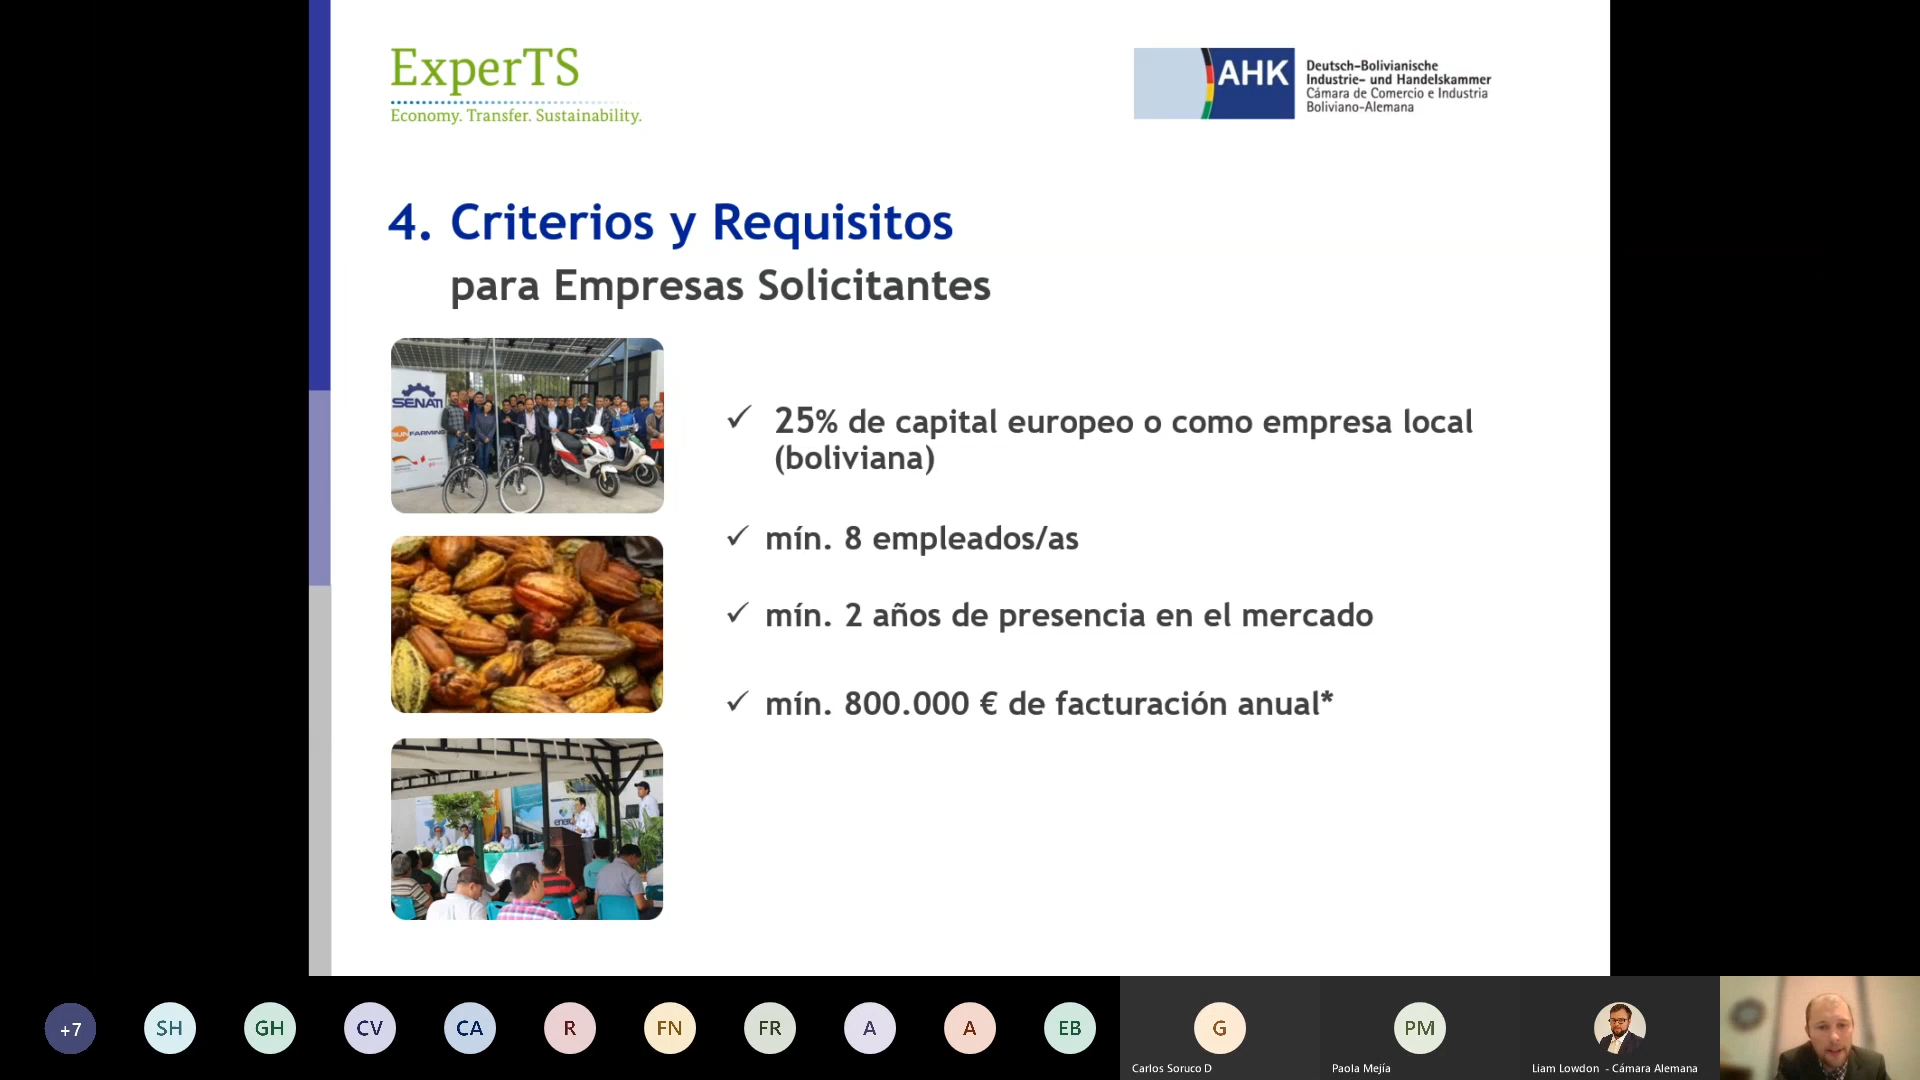 ExperTS
Economy. Transfer. Sustainability.
AHK
Deutsch-Bolivianische
Industrie- und Handelskammer
Cámara de Comercio e Industria
Boliviano-Alemana
4. Criterios y Requisitos
para Empresas Solicitantes
SENATI
SUN FARMING
✓ 25% de capital europeo o como empresa local
(boliviana)
✓ mín. 8 empleados/as
✓ mín. 2 años de presencia en el mercado
✓ mín. 800.000 € de facturación anual*
+7
SH
GH
CV
CA
R
FN
FR
A
A
EB
G
Carlos Soruco D
PM
Paola Mejía
Liam Lowdon - Cámara Alemana